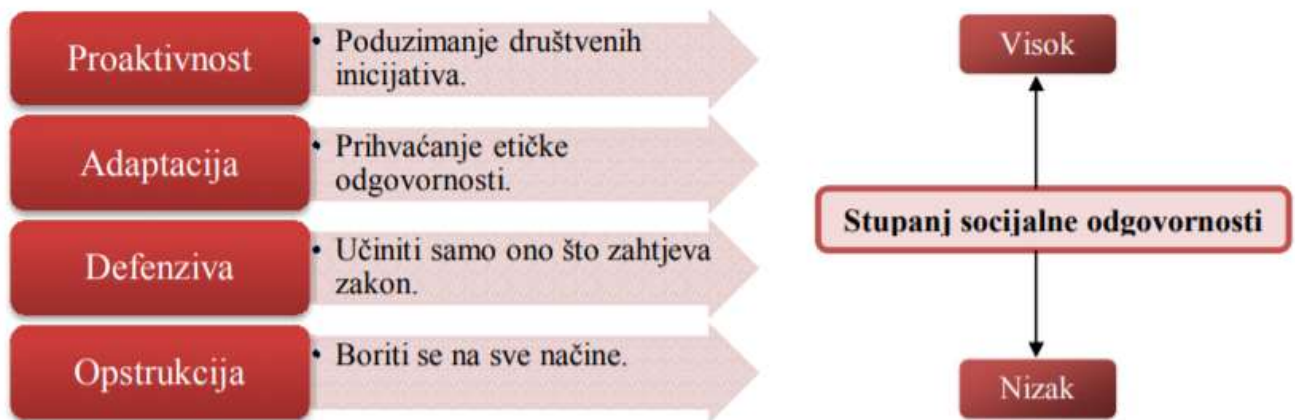 Proaktivnost
• Poduzimanje društvenih
inicijativa.
Adaptacija
• Prihvaćanje etičke
odgovornosti.
Defenziva
• Učiniti samo ono što zahtjeva
zakon.
Opstrukcija
• Boriti se na sve načine.
Visok
Stupanj socijalne odgovornosti
Nizak